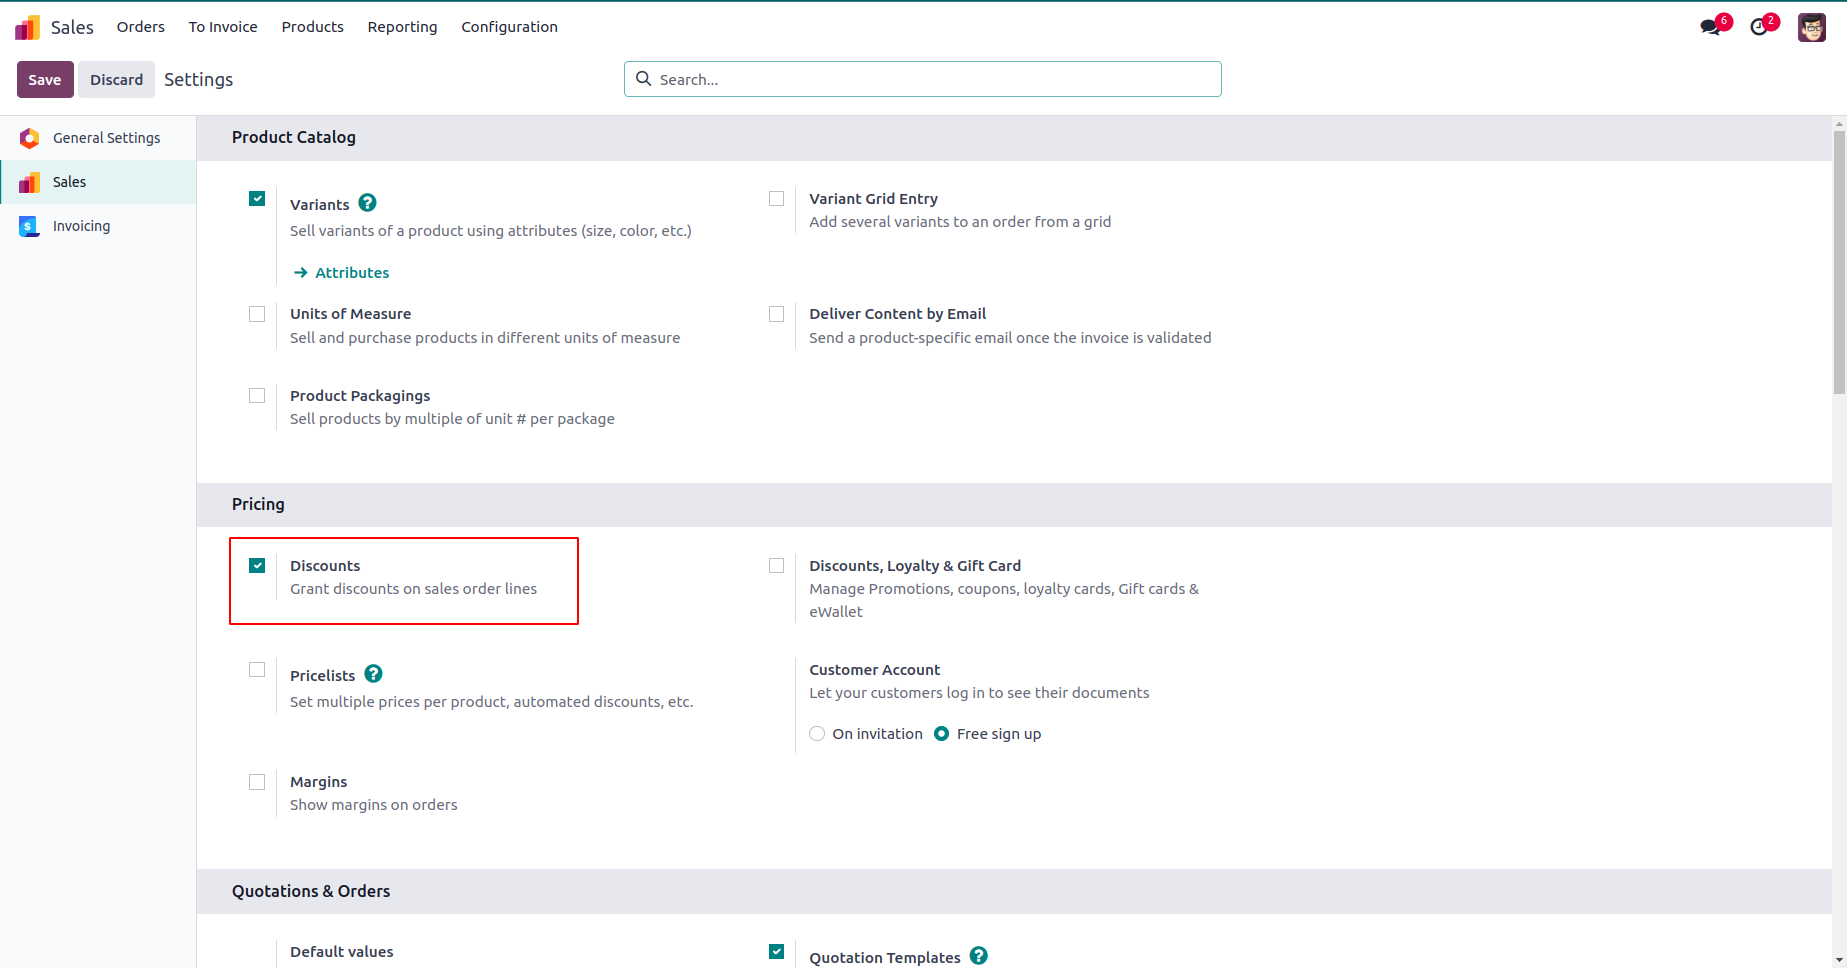 Sales Orders To Invoice Products Reporting Configuration 6 2
Save Discard Settings Search...
General Settings
Sales
Invoicing
Product Catalog
Variants ?
Sell variants of a product using attributes (size, color, etc.)
→ Attributes
Variant Grid Entry
Add several variants to an order from a grid
Units of Measure
Sell and purchase products in different units of measure
Deliver Content by Email
Send a product-specific email once the invoice is validated
Product Packagings
Sell products by multiple of unit # per package
Pricing
Discounts
Grant discounts on sales order lines
Discounts, Loyalty & Gift Card
Manage Promotions, coupons, loyalty cards, Gift cards &
eWallet
Pricelists ?
Set multiple prices per product, automated discounts, etc.
Customer Account
Let your customers log in to see their documents
On invitation Free sign up
Margins
Show margins on orders
Quotations & Orders
Default values
Quotation Templates ?